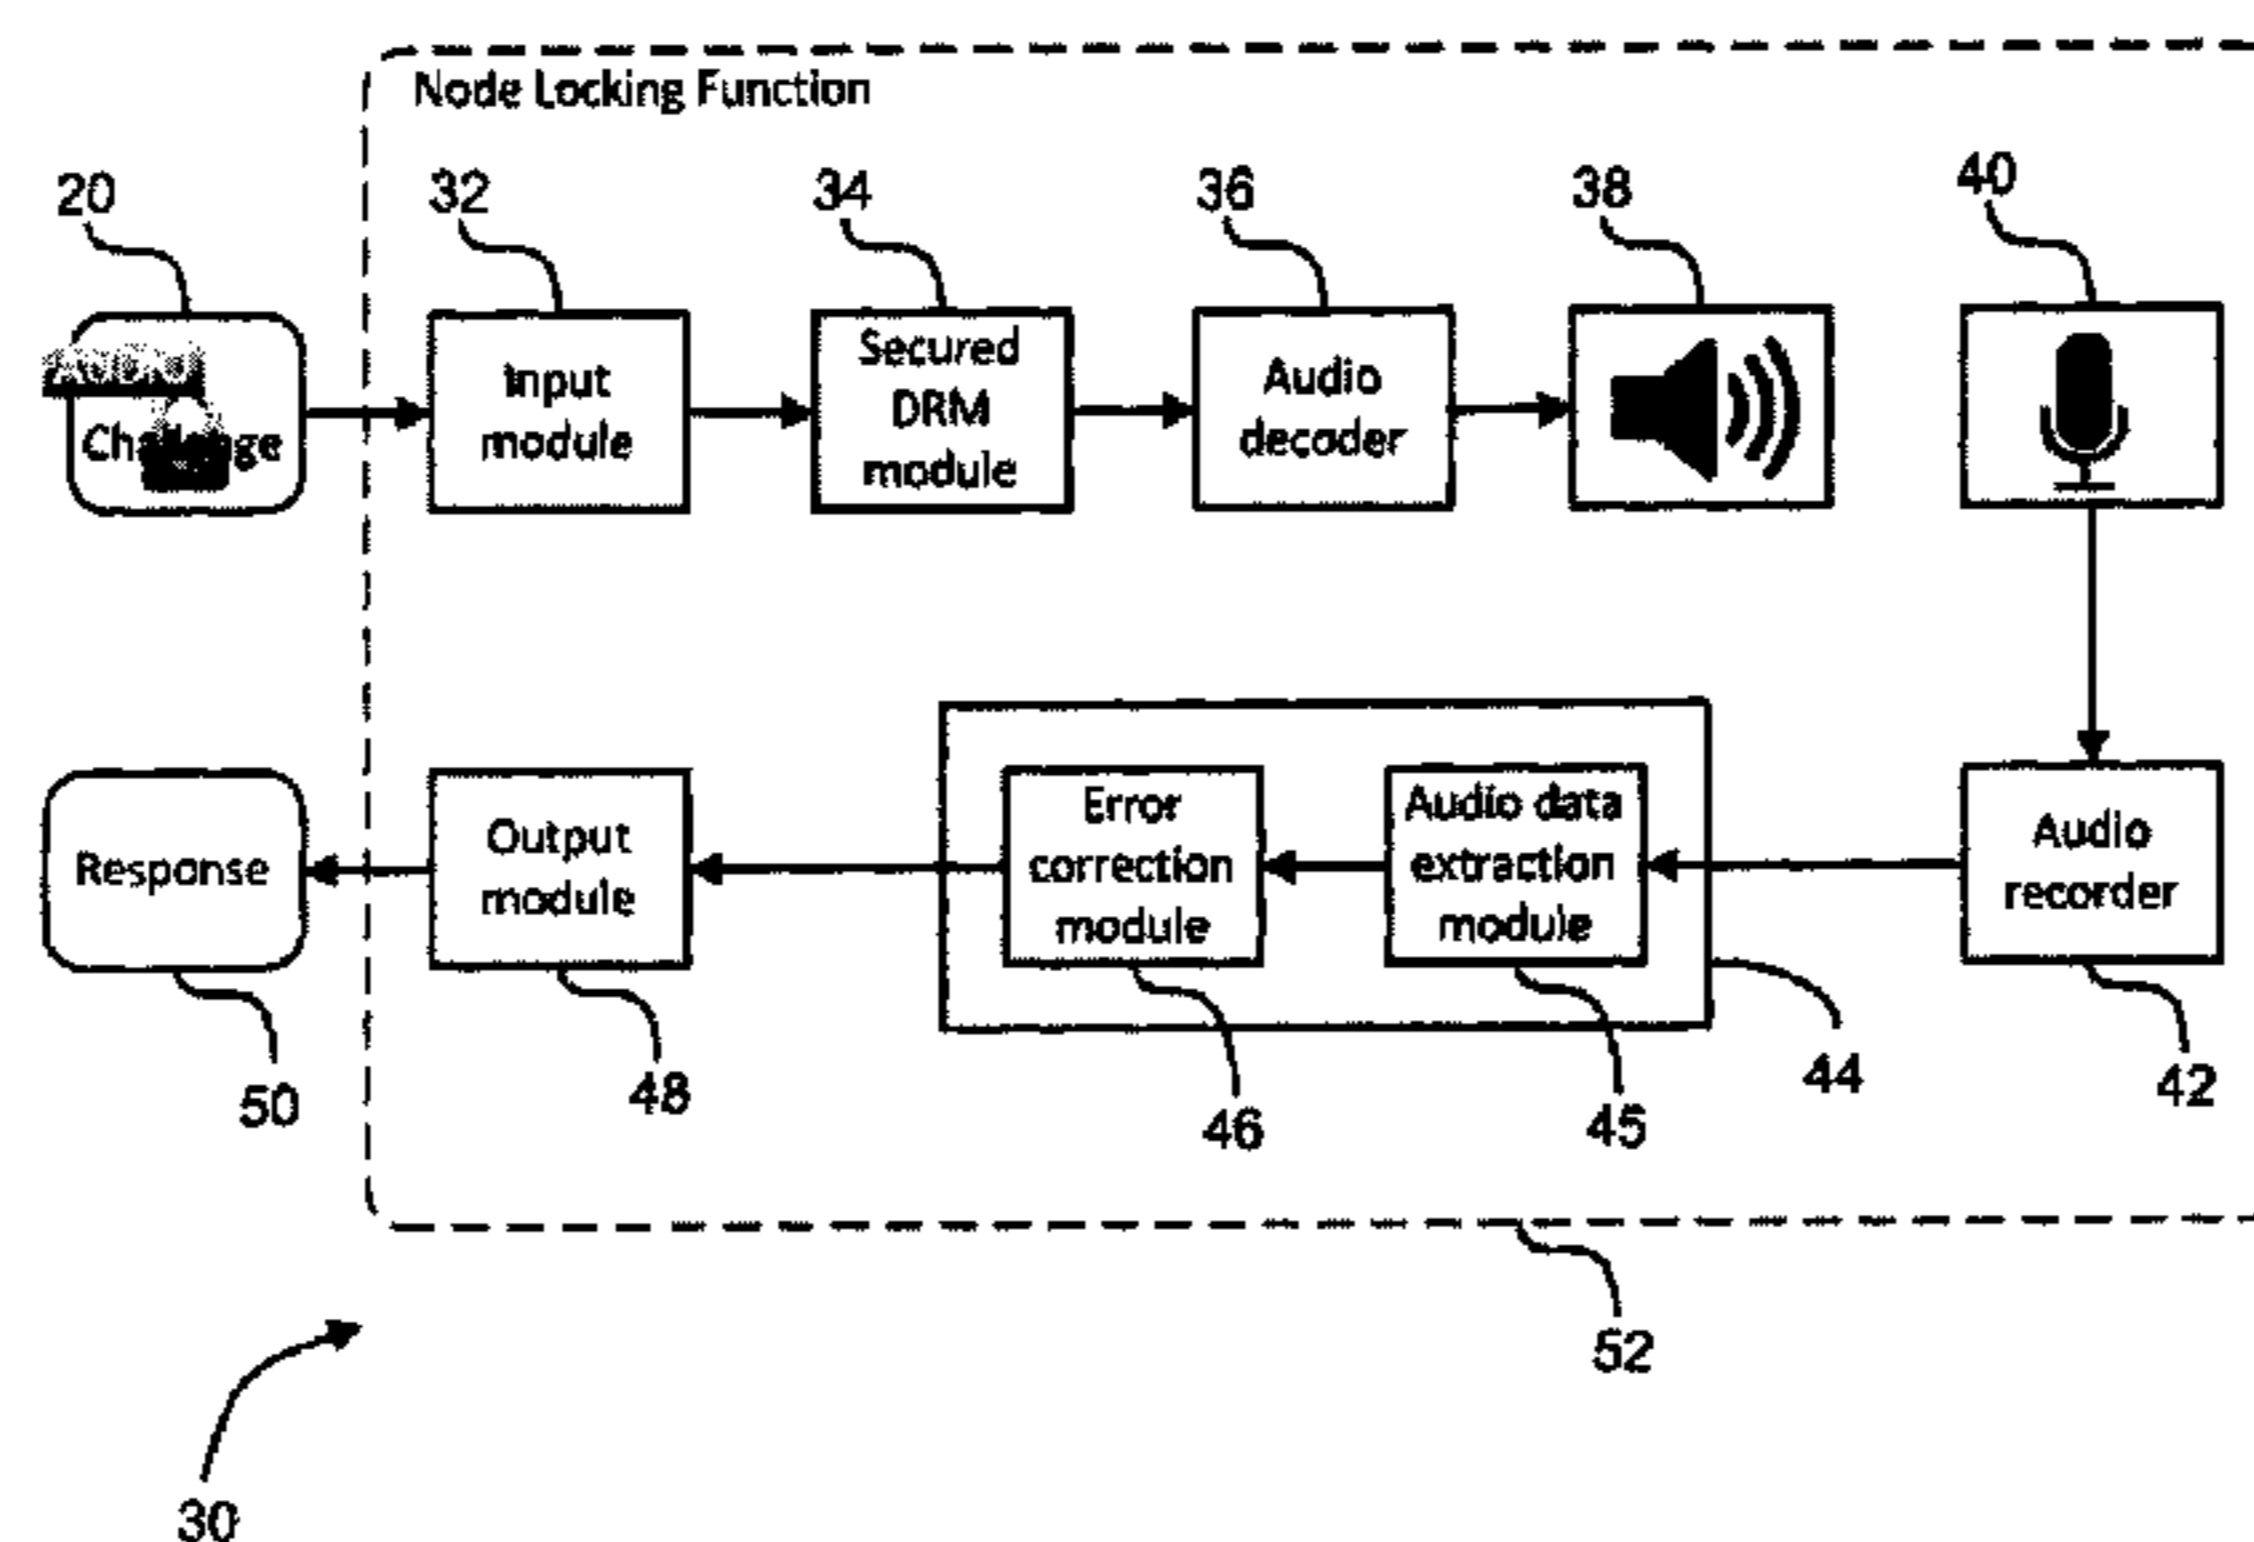 Node Locking Function
20
32
34
36
38
40
Challenge
Input
module
Secured
DRM
module
Audio
decoder
Response
Output
module
Error
correction
module
Audio data
extraction
module
Audio
recorder
50
48
46
45
44
42
52
30